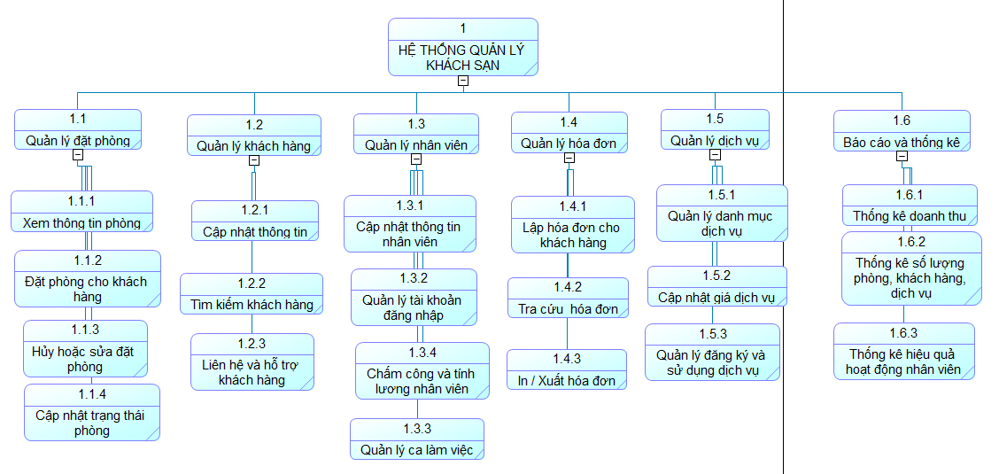 1
HỆ THỐNG QUẢN LÝ
KHÁCH SẠN
1.1
Quản lý đặt phòng
1.1.1
Xem thông tin phòng
1.1.2
Đặt phòng cho khách
hàng
1.1.3
Hủy hoặc sửa đặt
phòng
1.1.4
Cập nhật trạng thái
phòng
1.2
Quản lý khách hàng
1.2.1
Cập nhật thông tin
1.2.2
Tìm kiếm khách hàng
1.2.3
Liên hệ và hỗ trợ
khách hàng
1.3
Quản lý nhân viên
1.3.1
Cập nhật thông tin
nhân viên
1.3.2
Quản lý tài khoản
đăng nhập
1.3.4
Chấm công và tính
lương nhân viên
1.3.3
Quản lý ca làm việc
1.4
Quản lý hóa đơn
1.4.1
Lập hóa đơn cho
khách hàng
1.4.2
Tra cứu  hóa đơn
1.4.3
In / Xuất hóa đơn
1.5
Quản lý dịch vụ
1.5.1
Quản lý danh mục
dịch vụ
1.5.2
Cập nhật giá dịch vụ
1.5.3
Quản lý đăng ký và
sử dụng dịch vụ
1.6
Báo cáo và thống kê
1.6.1
Thống kê doanh thu
1.6.2
Thống kê số lượng
phòng, khách hàng,
dịch vụ
1.6.3
Thống kê hiệu quả
hoạt động nhân viên